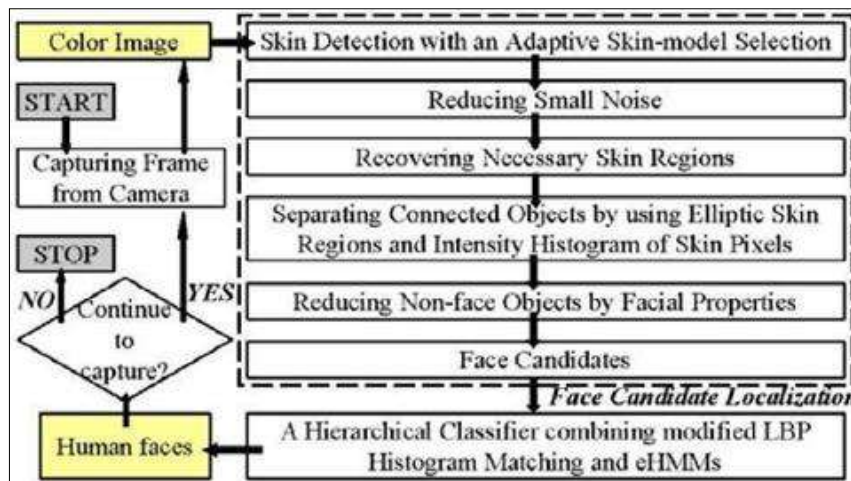 Color Image
Skin Detection with an Adaptive Skin-model Selection
START
Reducing Small Noise
Capturing Frame
from Camera
Recovering Necessary Skin Regions
Separating Connected Objects by using Elliptic Skin
Regions and Intensity Histogram of Skin Pixels
STOP
NO
YES
Continue
to
capture?
Reducing Non-face Objects by Facial Properties
Face Candidates
Face Candidate Localization
Human faces
A Hierarchical Classifier combining modified LBP
Histogram Matching and eHMMs